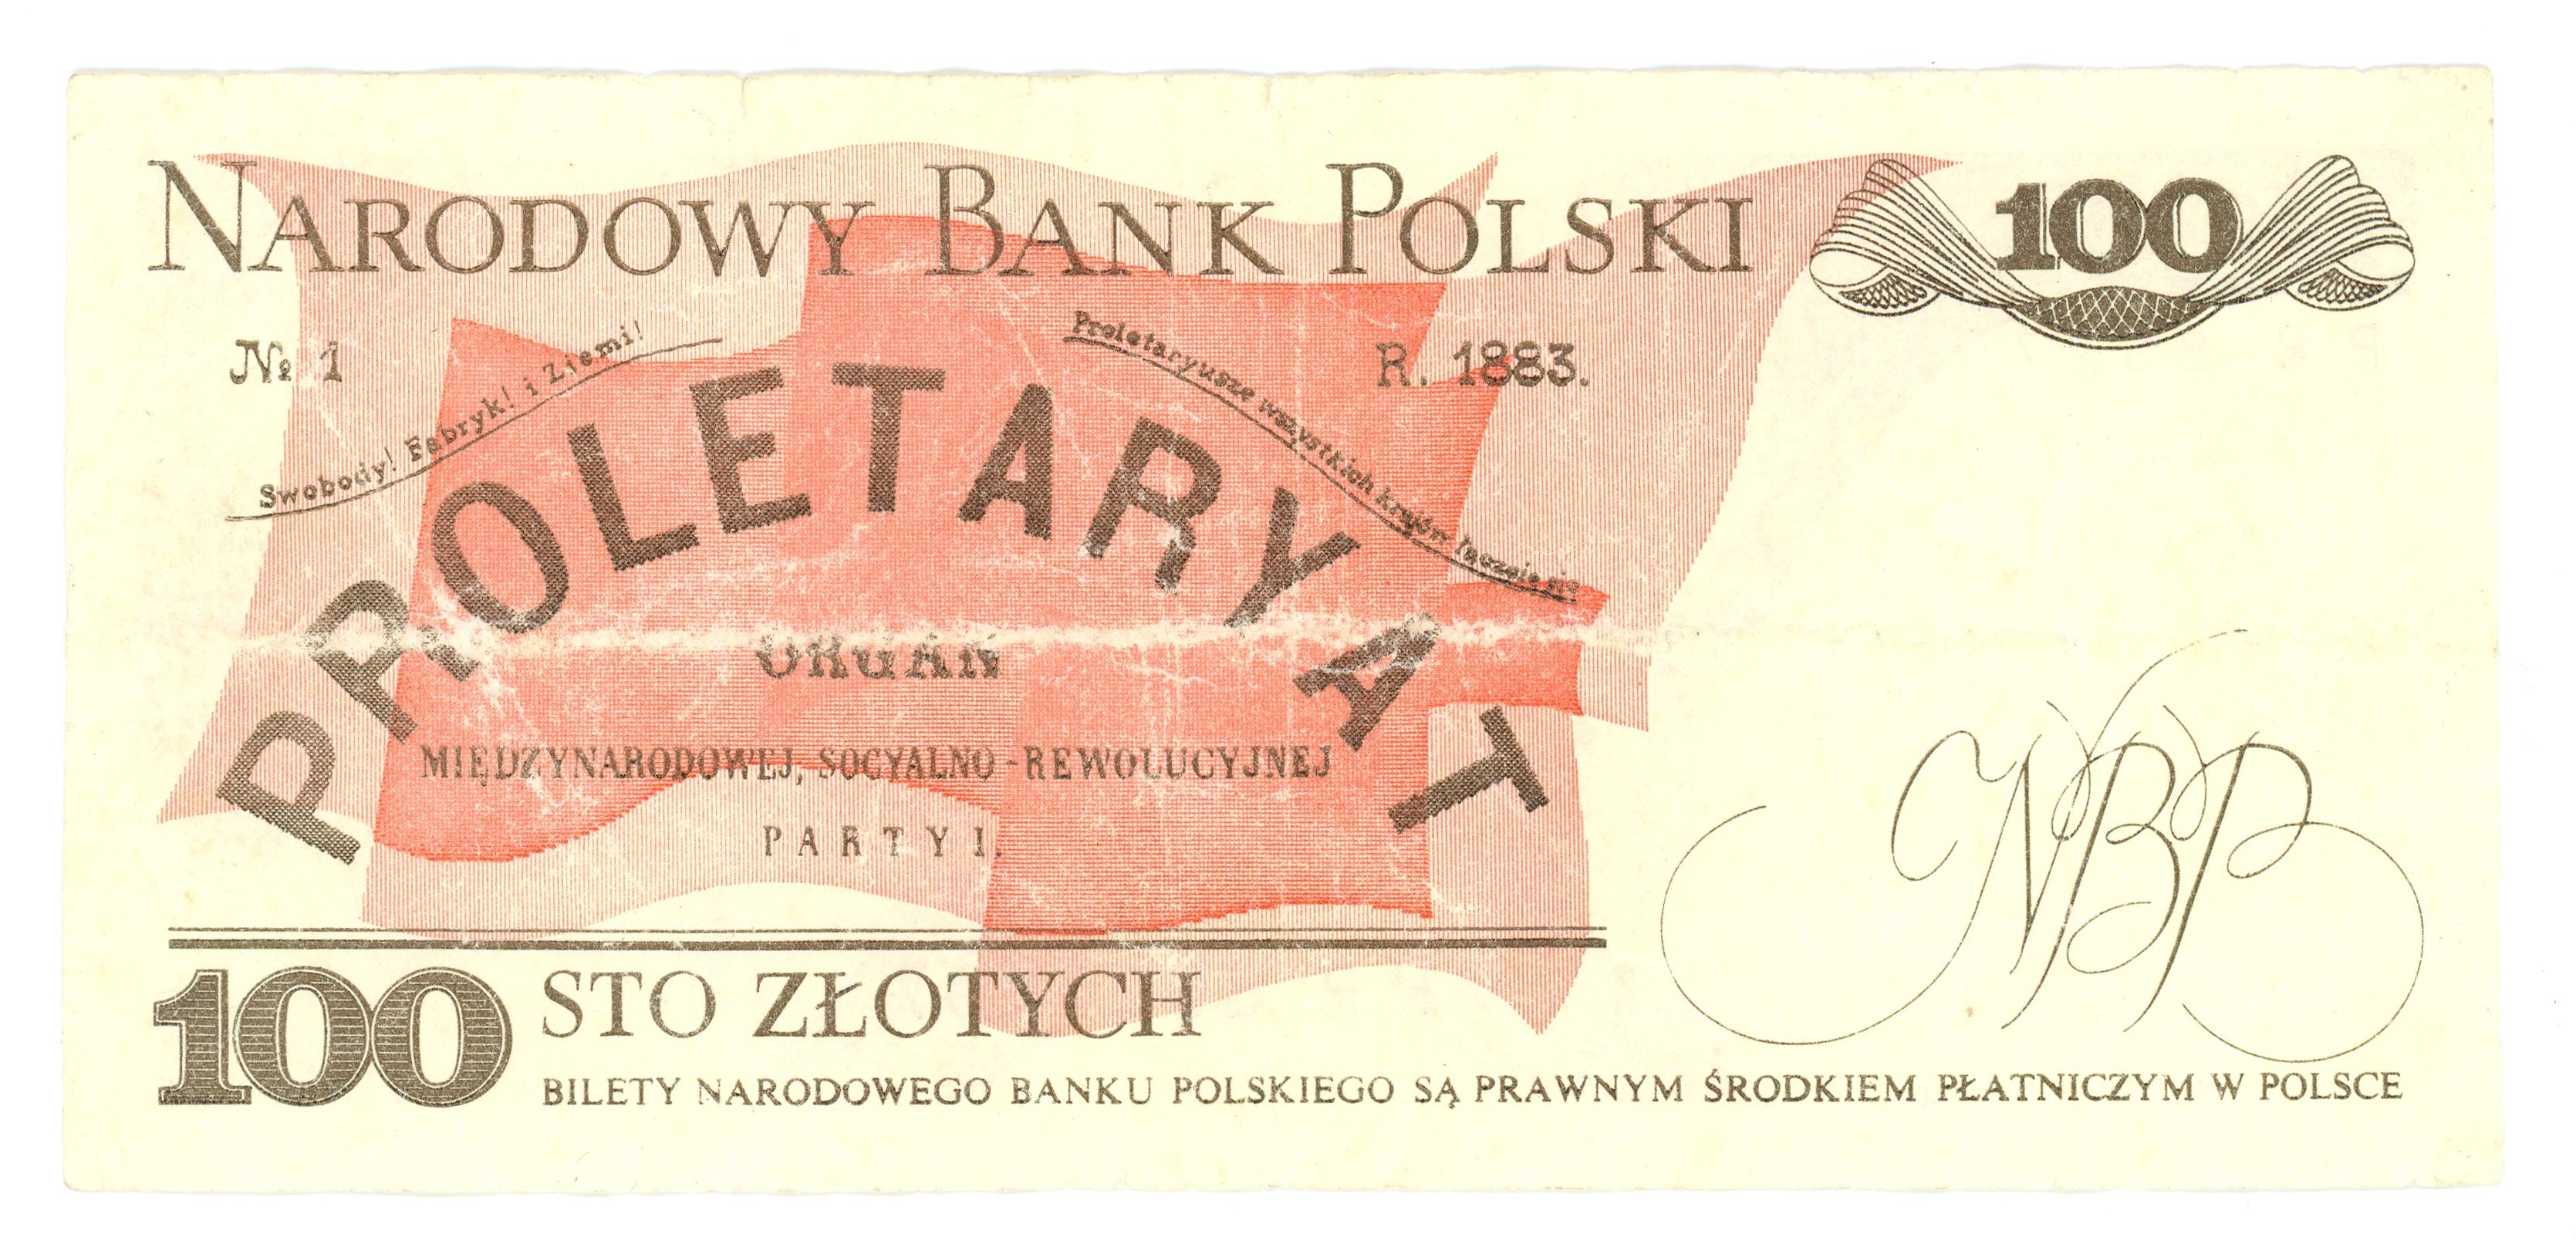 NARODOWY BANK POLSKI
100
№ 1
R. 1883.
Swobody! Fabryk! i Ziemi!
Proletaryusze wszystkich krajów łączcie się
PROLETARYAT
ORGAN
MIĘDZYNARODOWEJ, SOCYALNO-REWOLUCYJNEJ
PARTYI.
NBP
100 STO ZŁOTYCH
BILETY NARODOWEGO BANKU POLSKIEGO SĄ PRAWNYM ŚRODKIEM PŁATNICZYM W POLSCE